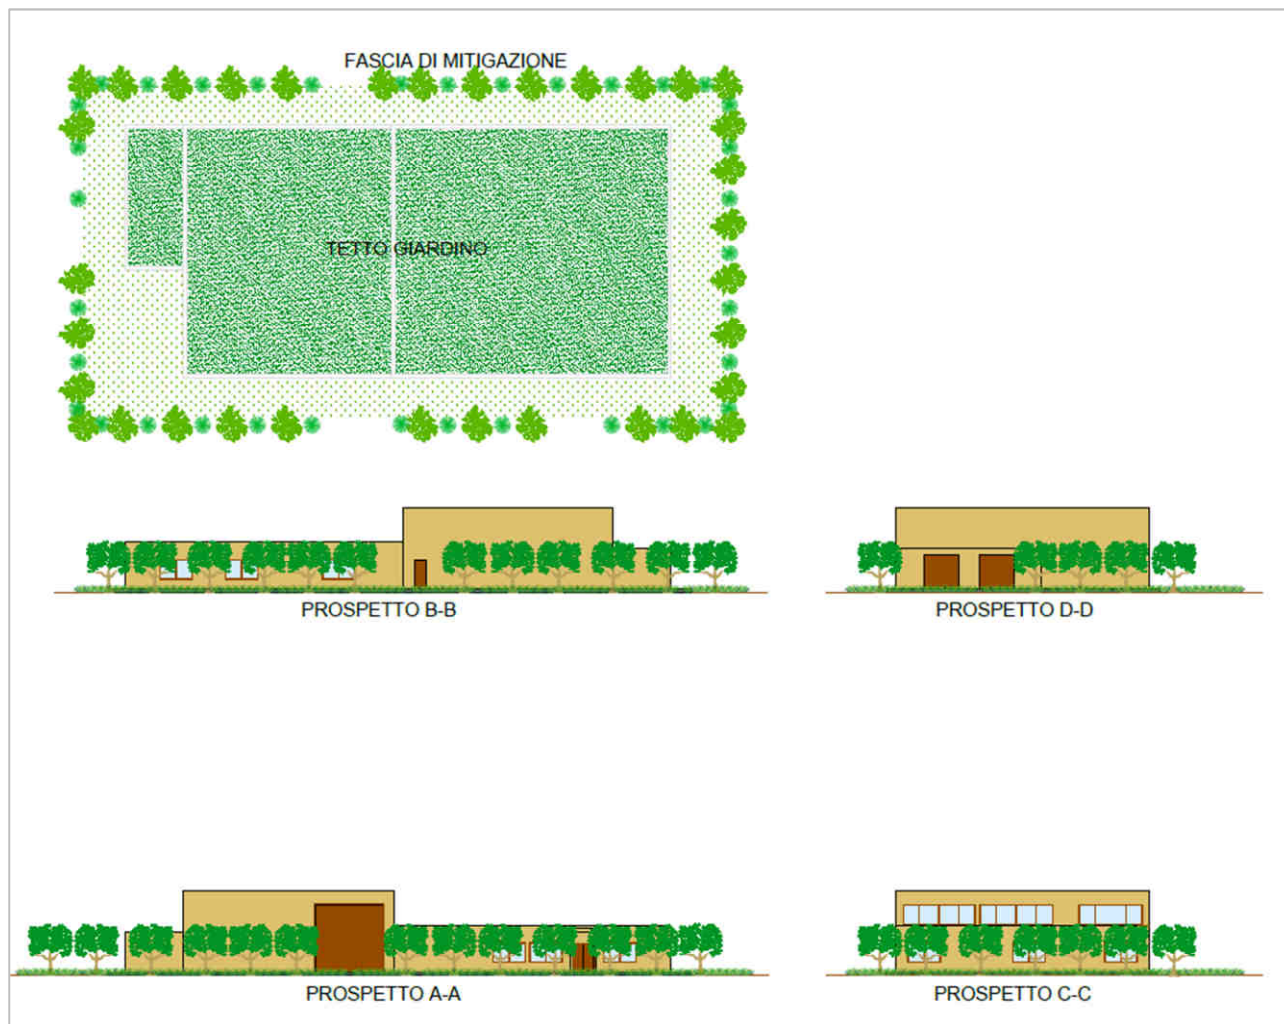 FASCIA DI MITIGAZIONE
TETTO GIARDINO
PROSPETTO B-B
PROSPETTO D-D
PROSPETTO A-A
PROSPETTO C-C